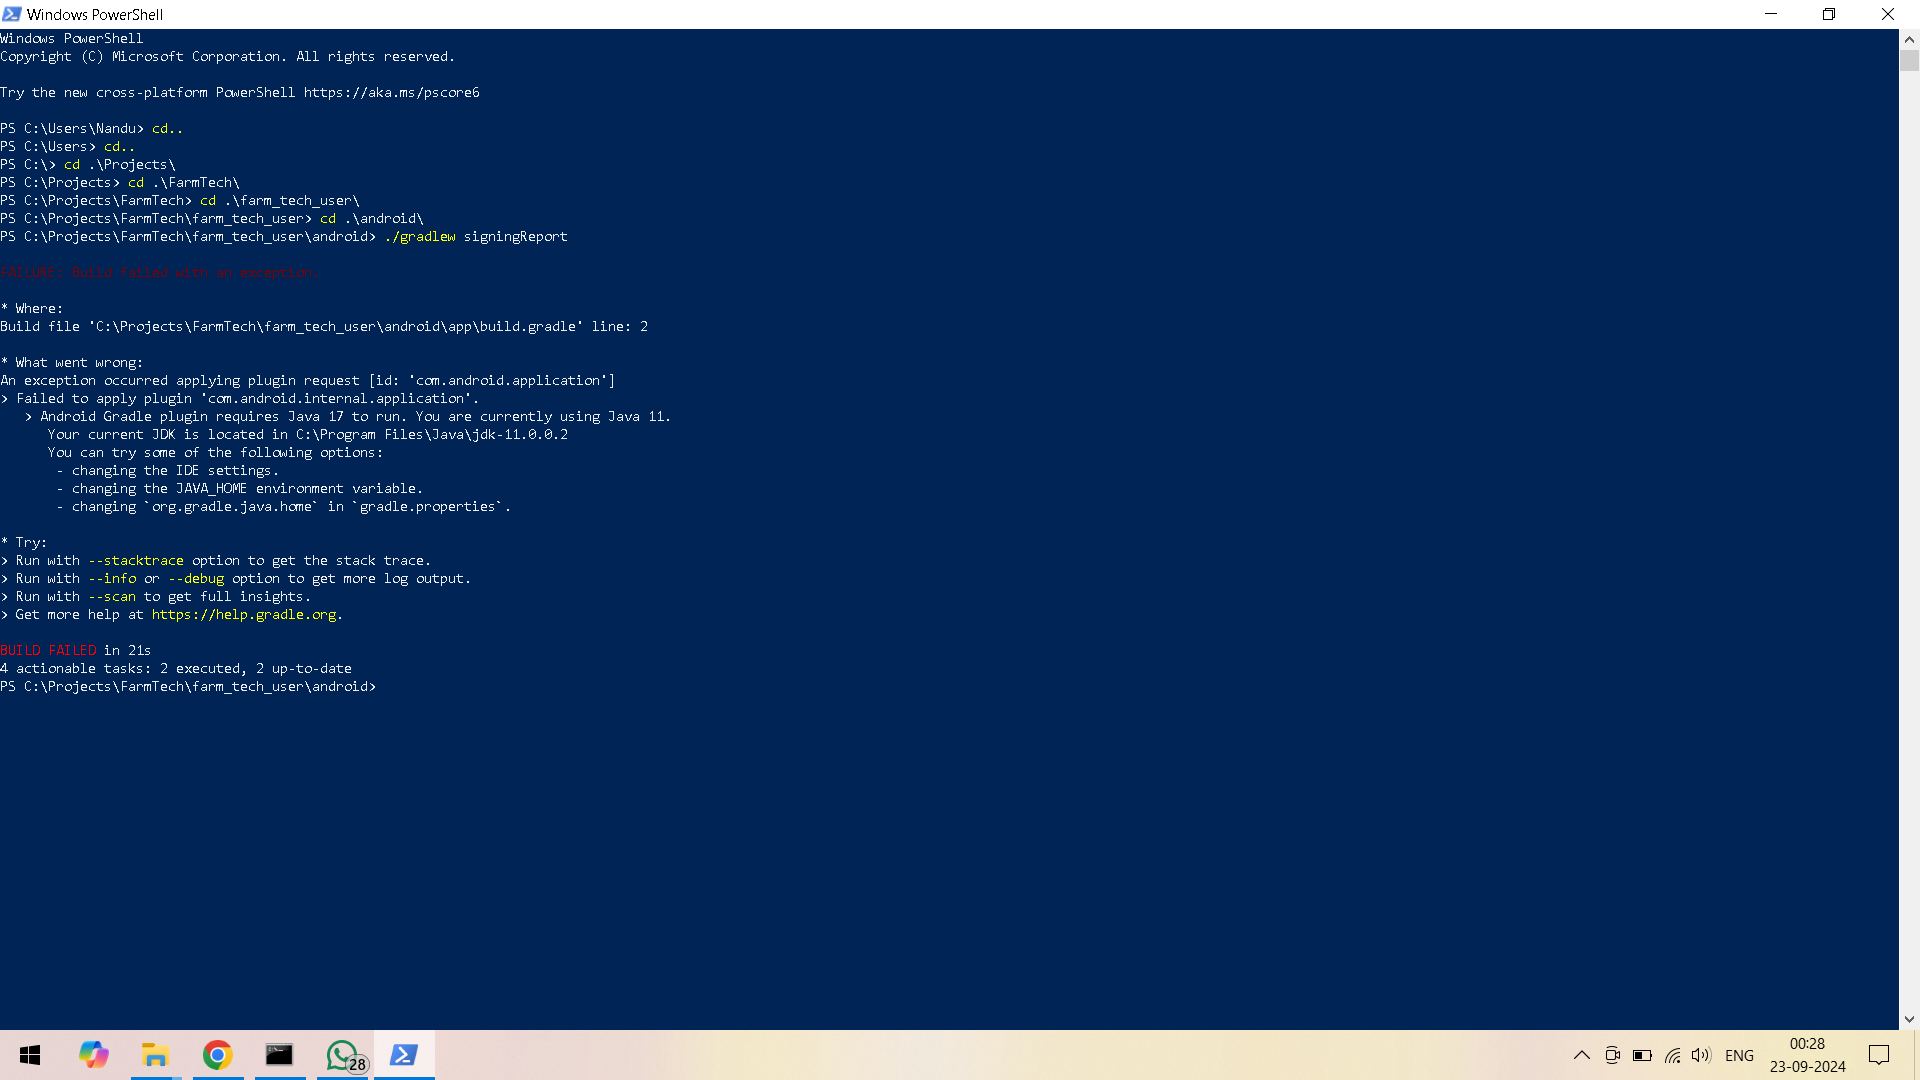 Windows PowerShell
Windows PowerShell
Copyright (C) Microsoft Corporation. All rights reserved.
Try the new cross-platform PowerShell https://aka.ms/pscore6
PS C:\Users\Nandu> cd..
PS C:\Users> cd..
PS C:\> cd .\Projects\
PS C:\Projects> cd .\FarmTech\
PS C:\Projects\FarmTech> cd .\farm_tech_user\
PS C:\Projects\FarmTech\farm_tech_user> cd .\android\
PS C:\Projects\FarmTech\farm_tech_user\android> ./gradlew signingReport
FAILURE: Build failed with an exception.
* Where:
Build file 'C:\Projects\FarmTech\farm_tech_user\android\app\build.gradle' line: 2
* What went wrong:
An exception occurred applying plugin request [id: 'com.android.application']
> Failed to apply plugin 'com.android.internal.application'.
> Android Gradle plugin requires Java 17 to run. You are currently using Java 11.
Your current JDK is located in C:\Program Files\Java\jdk-11.0.0.2
You can try some of the following options:
- changing the IDE settings.
- changing the JAVA_HOME environment variable.
- changing `org.gradle.java.home` in `gradle.properties`.
* Try:
> Run with --stacktrace option to get the stack trace.
> Run with --info or --debug option to get more log output.
> Run with --scan to get full insights.
> Get more help at https://help.gradle.org.
BUILD FAILED in 21s
4 actionable tasks: 2 executed, 2 up-to-date
PS C:\Projects\FarmTech\farm_tech_user\android>
28
ENG
00:28
23-09-2024